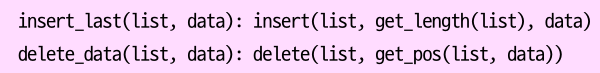 insert_last(list, data): insert(list, get_length(list), data)
delete_data(list, data): delete(list, get_pos(list, data))